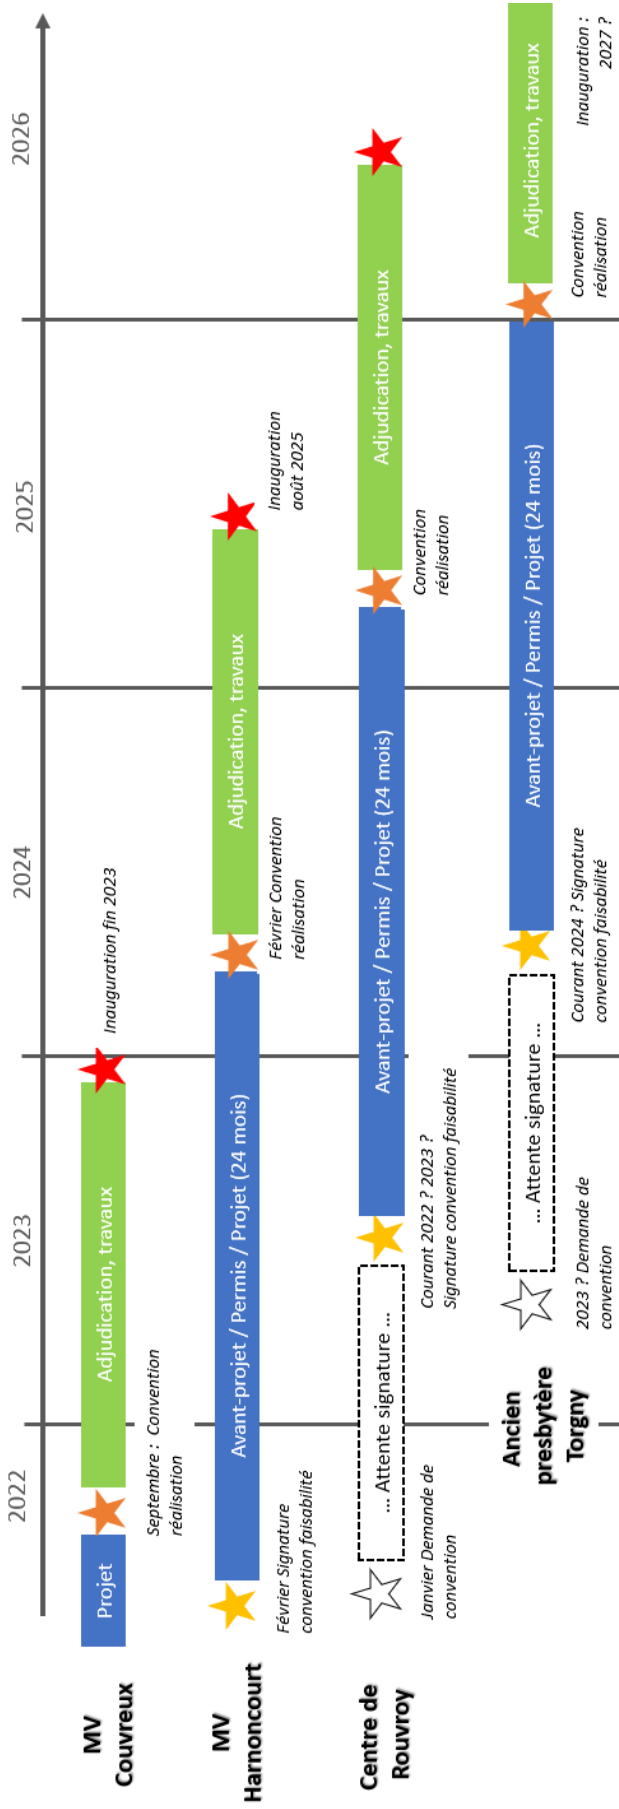 2022
2023
2024
2025
2026
MV
Couvreux
Projet
Septembre : Convention
réalisation
Adjudication, travaux
Inauguration fin 2023
MV
Harnoncourt
Février Signature
convention faisabilité
Avant-projet / Permis / Projet (24 mois)
Février Convention
réalisation
Adjudication, travaux
Inauguration
août 2025
Centre de
Rouvroy
Janvier Demande de
convention
... Attente signature ...
Courant 2022 ? 2023 ?
Signature convention faisabilité
Avant-projet / Permis / Projet (24 mois)
Convention
réalisation
Adjudication, travaux
Ancien
presbytère
Torgny
2023 ? Demande de
convention
... Attente signature ...
Courant 2024 ? Signature
convention faisabilité
Avant-projet / Permis / Projet (24 mois)
Convention
réalisation
Adjudication, travaux
Inauguration :
2027 ?